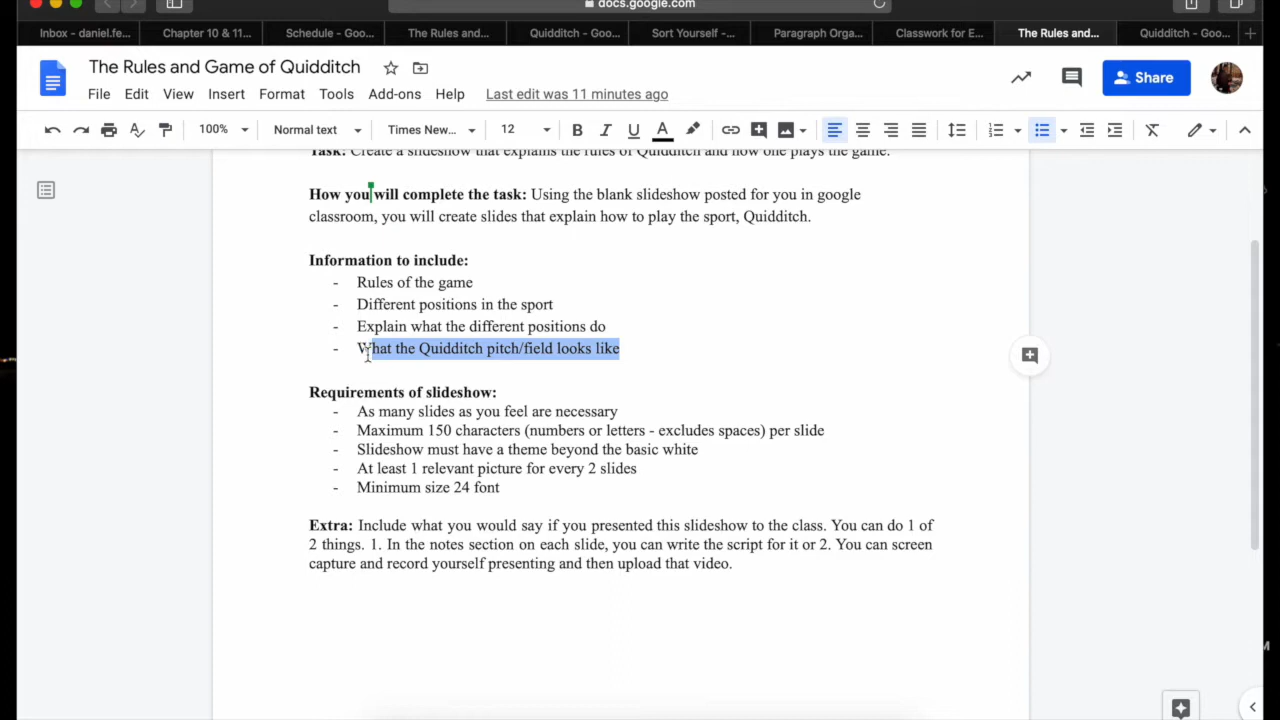 docs.google.com
Inbox - daniel.fe...
Chapter 10 & 11...
Schedule - Goo...
The Rules and...
Quidditch - Goo...
Sort Yourself -...
Paragraph Orga...
Classwork for E...
The Rules and...
Quidditch - Goo...
The Rules and Game of Quidditch
Share
File Edit View Insert Format Tools Add-ons Help Last edit was 11 minutes ago
100% Normal text Times New... 12 B I U A
Task: Create a slideshow that explains the rules of Quidditch and how one plays the game.
How you will complete the task: Using the blank slideshow posted for you in google
classroom, you will create slides that explain how to play the sport, Quidditch.
Information to include:
- Rules of the game
- Different positions in the sport
- Explain what the different positions do
- What the Quidditch pitch/field looks like
Requirements of slideshow:
- As many slides as you feel are necessary
- Maximum 150 characters (numbers or letters - excludes spaces) per slide
- Slideshow must have a theme beyond the basic white
- At least 1 relevant picture for every 2 slides
- Minimum size 24 font
Extra: Include what you would say if you presented this slideshow to the class. You can do 1 of
2 things. 1. In the notes section on each slide, you can write the script for it or 2. You can screen
capture and record yourself presenting and then upload that video.